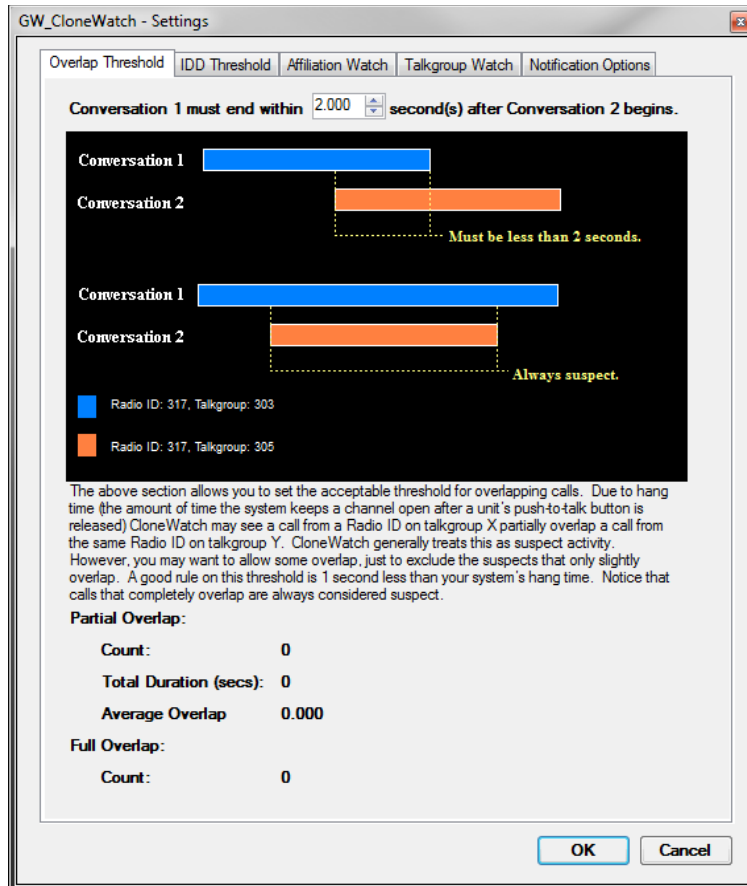 GW_CloneWatch - Settings
Overlap Threshold IDD Threshold Affiliation Watch Talkgroup Watch Notification Options
Conversation 1 must end within 2.000 second(s) after Conversation 2 begins.
Conversation 1
Conversation 2
Must be less than 2 seconds.
Conversation 1
Conversation 2
Always suspect.
Radio ID: 317, Talkgroup: 303
Radio ID: 317, Talkgroup: 305
The above section allows you to set the acceptable threshold for overlapping calls. Due to hang
time (the amount of time the system keeps a channel open after a unit's push-to-talk button is
released) CloneWatch may see a call from a Radio ID on talkgroup X partially overlap a call from
the same Radio ID on talkgroup Y. CloneWatch generally treats this as suspect activity.
However, you may want to allow some overlap, just to exclude the suspects that only slightly
overlap. A good rule on this threshold is 1 second less than your system's hang time. Notice that
calls that completely overlap are always considered suspect.
Partial Overlap:
Count: 0
Total Duration (secs): 0
Average Overlap 0.000
Full Overlap:
Count: 0
OK Cancel